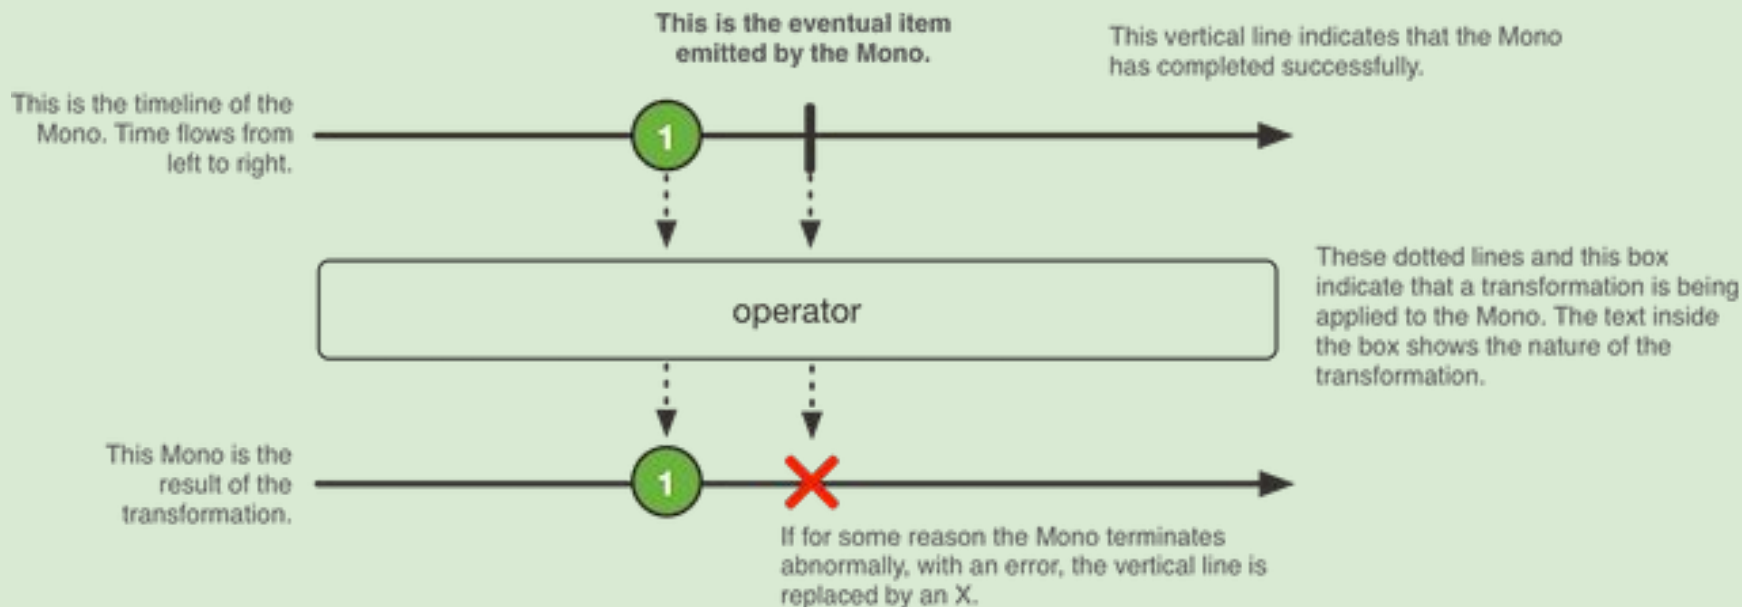 This is the eventual item
emitted by the Mono.
This vertical line indicates that the Mono
has completed successfully.
This is the timeline of the
Mono. Time flows from
left to right.
1
These dotted lines and this box
indicate that a transformation is being
applied to the Mono. The text inside
the box shows the nature of the
transformation.
operator
This Mono is the
result of the
transformation.
1
If for some reason the Mono terminates
abnormally, with an error, the vertical line is
replaced by an X.